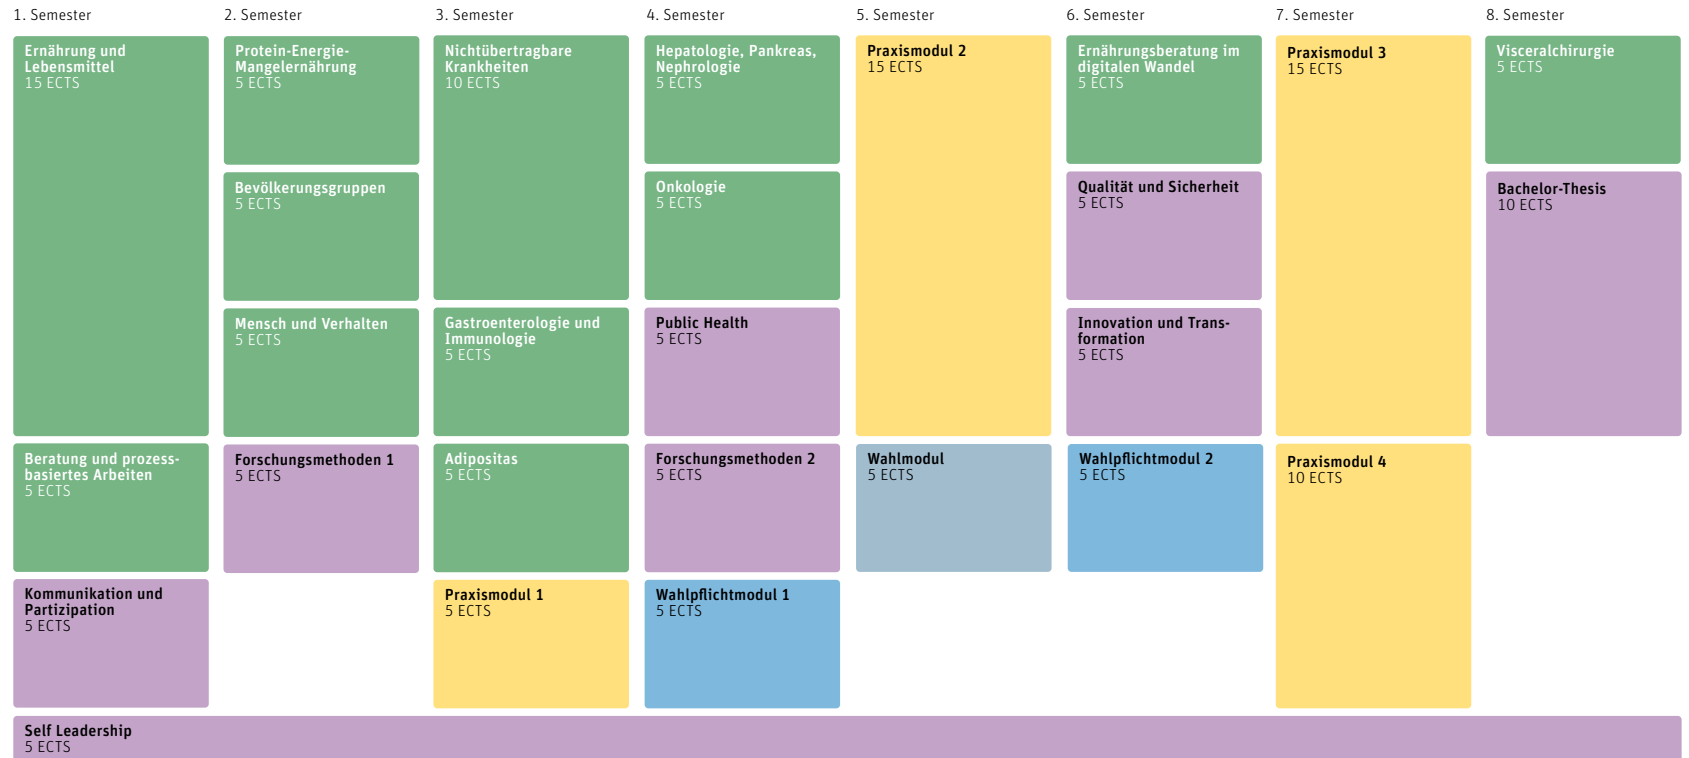 1. Semester
2. Semester
3. Semester
4. Semester
5. Semester
6. Semester
7. Semester
8. Semester
Ernährung und
Lebensmittel
15 ECTS
Beratung und prozess-
basiertes Arbeiten
5 ECTS
Kommunikation und
Partizipation
5 ECTS
Protein-Energie-
Mangelernährung
5 ECTS
Bevölkerungsgruppen
5 ECTS
Mensch und Verhalten
5 ECTS
Forschungsmethoden 1
5 ECTS
Nichtübertragbare
Krankheiten
10 ECTS
Gastroenterologie und
Immunologie
5 ECTS
Adipositas
5 ECTS
Praxismodul 1
5 ECTS
Hepatologie, Pankreas,
Nephrologie
5 ECTS
Onkologie
5 ECTS
Public Health
5 ECTS
Forschungsmethoden 2
5 ECTS
Wahlpflichtmodul 1
5 ECTS
Praxismodul 2
15 ECTS
Wahlmodul
5 ECTS
Ernährungsberatung im
digitalen Wandel
5 ECTS
Qualität und Sicherheit
5 ECTS
Innovation und Trans-
formation
5 ECTS
Wahlpflichtmodul 2
5 ECTS
Praxismodul 3
15 ECTS
Praxismodul 4
10 ECTS
Visceralchirurgie
5 ECTS
Bachelor-Thesis
10 ECTS
Self Leadership
5 ECTS